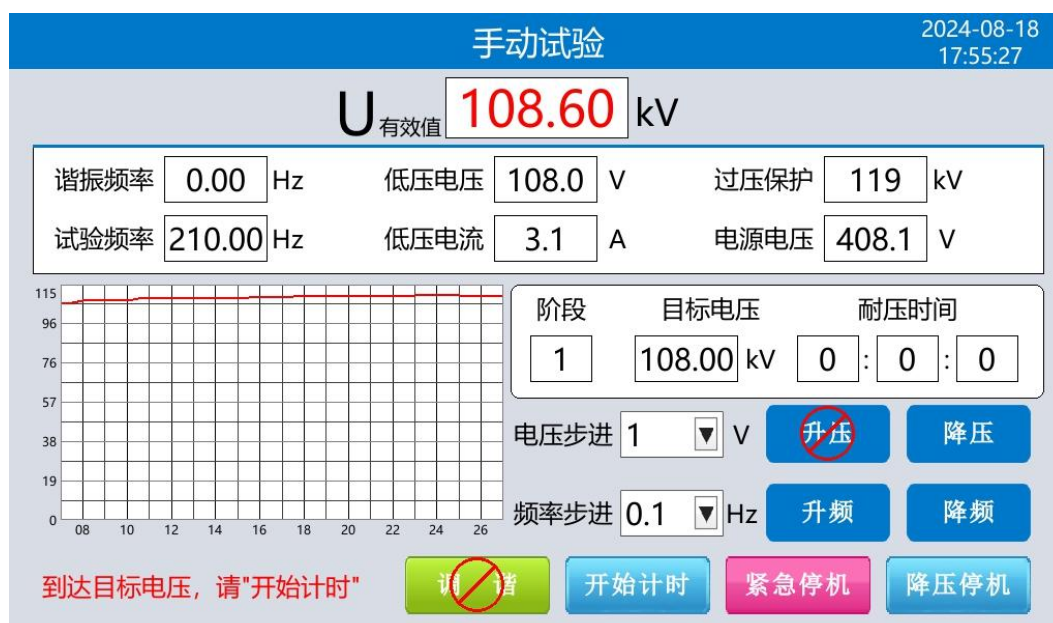 手动试验
2024-08-18
17:55:27
U有效值 108.60 kV
谐振频率 0.00 Hz 低压电压 108.0 V 过压保护 119 kV
试验频率 210.00 Hz 低压电流 3.1 A 电源电压 408.1 V
115
96
76
57
38
19
0
08 10 12 14 16 18 20 22 24 26
阶段 目标电压 耐压时间
1 108.00 kV 0 : 0 : 0
电压步进 1 V 升压 降压
频率步进 0.1 Hz 升频 降频
到达目标电压，请"开始计时" 调谐 开始计时 紧急停机 降压停机